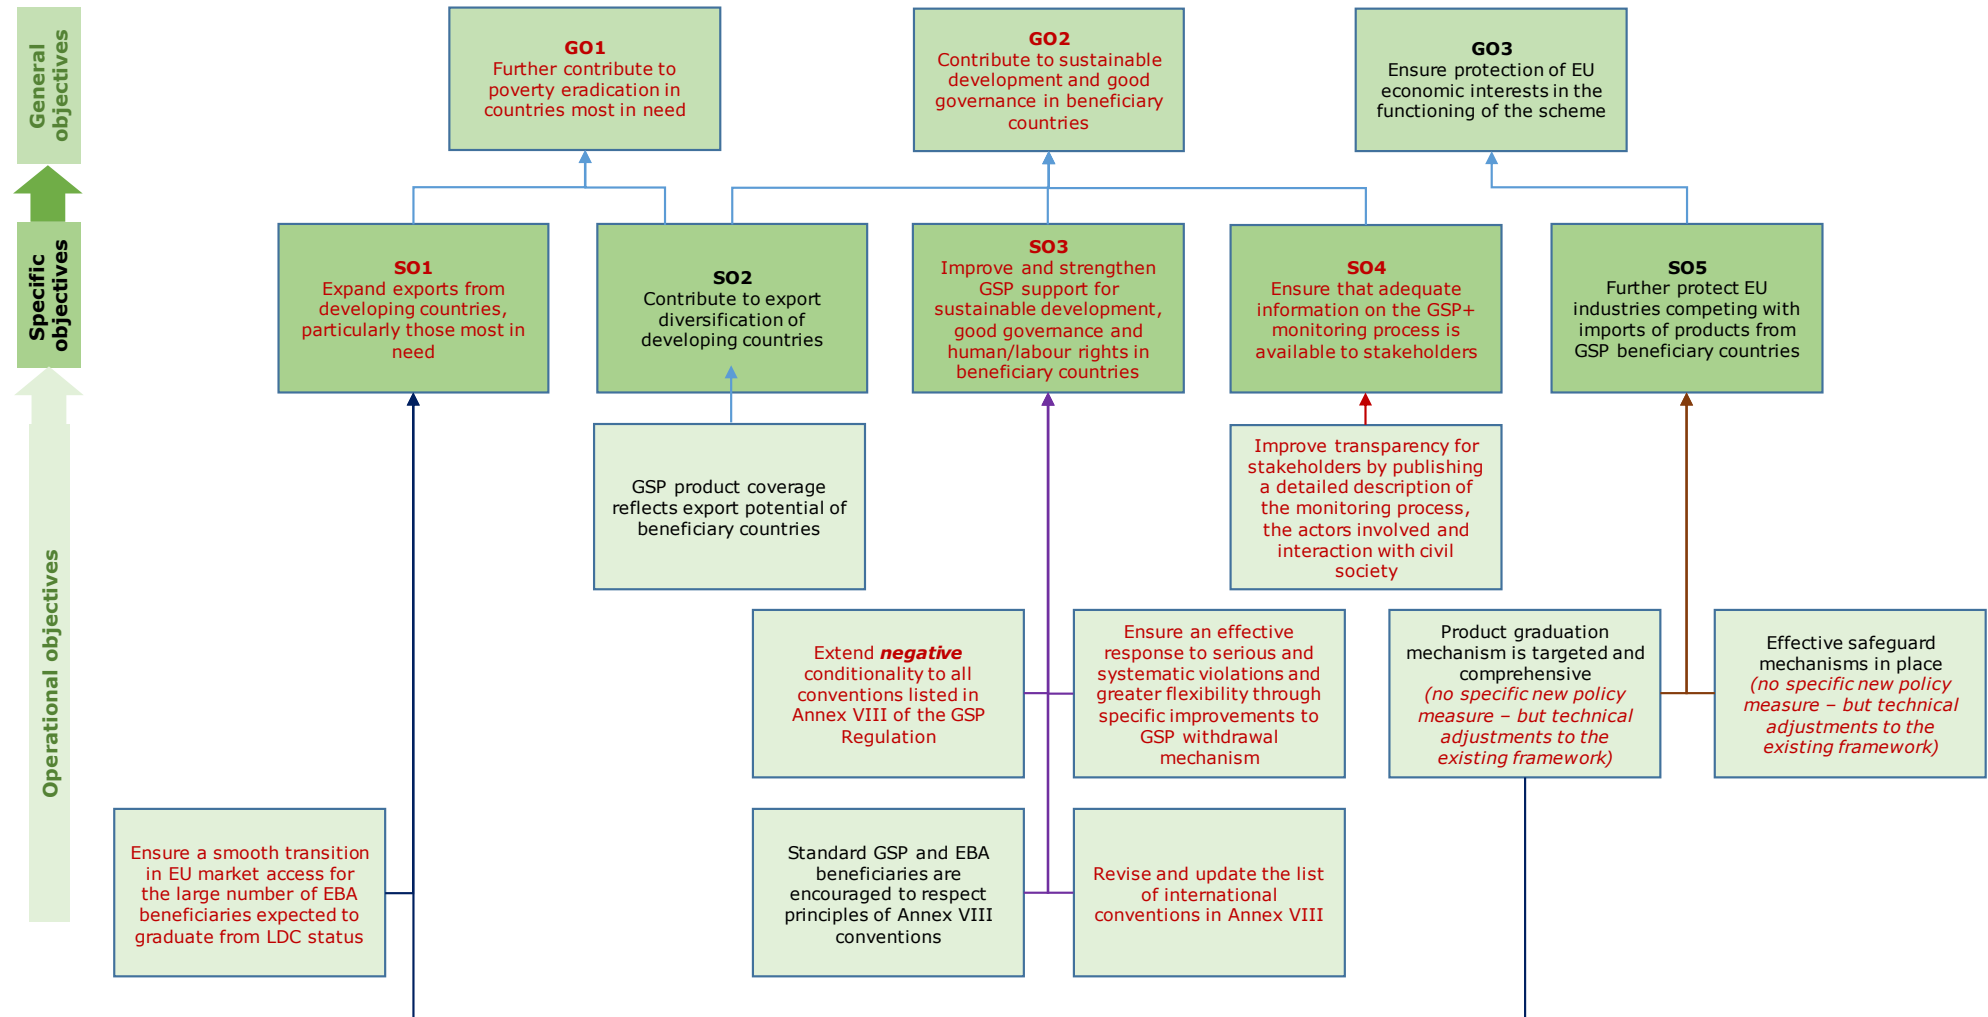 General
objectives
GO1
Further contribute to
poverty eradication in
countries most in need
GO2
Contribute to sustainable
development and good
governance in beneficiary
countries
GO3
Ensure protection of EU
economic interests in the
functioning of the scheme
Specific
objectives
SO1
Expand exports from
developing countries,
particularly those most in
need
SO2
Contribute to export
diversification of
developing countries
SO3
Improve and strengthen
GSP support for
sustainable development,
good governance and
human/labour rights in
beneficiary countries
SO4
Ensure that adequate
information on the GSP+
monitoring process is
available to stakeholders
SO5
Further protect EU
industries competing with
imports of products from
GSP beneficiary countries
Operational objectives
GSP product coverage
reflects export potential of
beneficiary countries
Improve transparency for
stakeholders by publishing
a detailed description of
the monitoring process,
the actors involved and
interaction with civil
society
Extend negative
conditionality to all
conventions listed in
Annex VIII of the GSP
Regulation
Ensure an effective
response to serious and
systematic violations and
greater flexibility through
specific improvements to
GSP withdrawal
mechanism
Product graduation
mechanism is targeted and
comprehensive
(no specific new policy
measure – but technical
adjustments to the
existing framework)
Effective safeguard
mechanisms in place
(no specific new policy
measure – but technical
adjustments to the
existing framework)
Ensure a smooth transition
in EU market access for
the large number of EBA
beneficiaries expected to
graduate from LDC status
Standard GSP and EBA
beneficiaries are
encouraged to respect
principles of Annex VIII
conventions
Revise and update the list
of international
conventions in Annex VIII